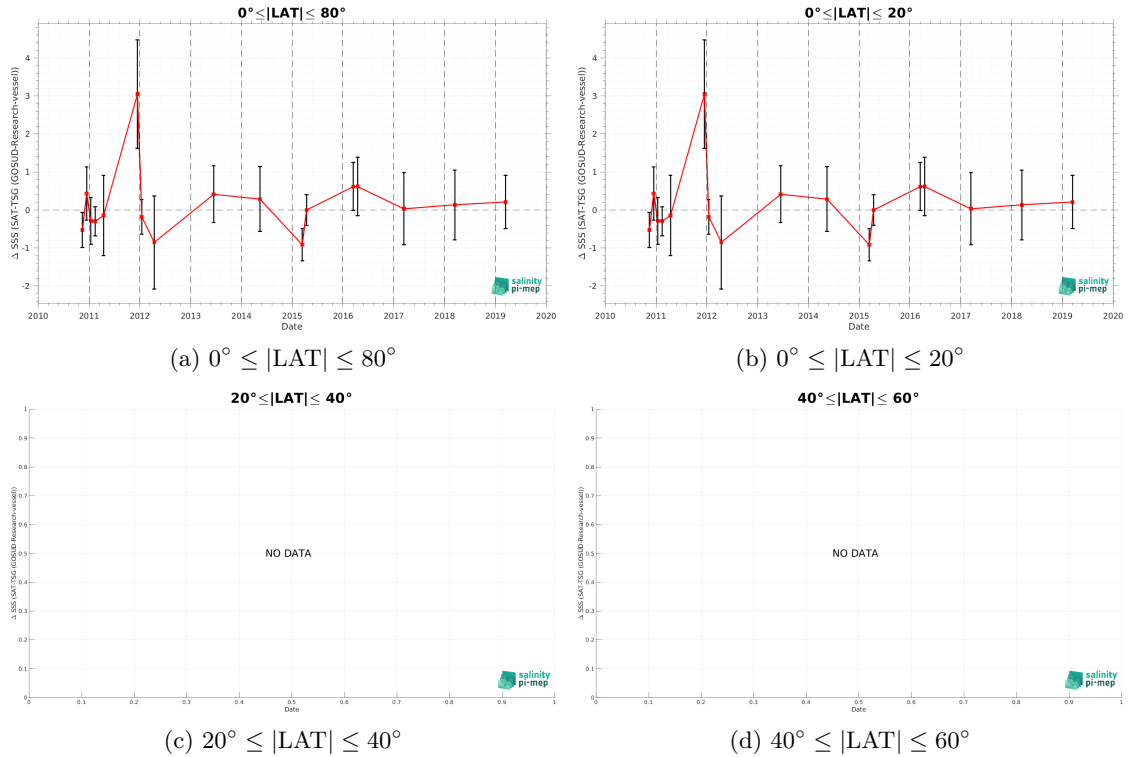 0°≤|LAT|≤ 80°
Δ SSS (SAT-TSG (GOSUD-Research-vessel))
4
3
2
1
0
-1
-2
2010 2011 2012 2013 2014 2015 2016 2017 2018 2019 2020
Date
salinity
pi-mep
(a) 0° ≤ |LAT| ≤ 80°
0°≤|LAT|≤ 20°
Δ SSS (SAT-TSG (GOSUD-Research-vessel))
4
3
2
1
0
-1
-2
2010 2011 2012 2013 2014 2015 2016 2017 2018 2019 2020
Date
salinity
pi-mep
(b) 0° ≤ |LAT| ≤ 20°
20°≤|LAT|≤ 40°
Δ SSS (SAT-TSG (GOSUD-Research-vessel))
1
0.9
0.8
0.7
0.6
0.5
0.4
0.3
0.2
0.1
0
NO DATA
0 0.1 0.2 0.3 0.4 0.5 0.6 0.7 0.8 0.9 1
Date
salinity
pi-mep
(c) 20° ≤ |LAT| ≤ 40°
40°≤|LAT|≤ 60°
Δ SSS (SAT-TSG (GOSUD-Research-vessel))
1
0.9
0.8
0.7
0.6
0.5
0.4
0.3
0.2
0.1
0
NO DATA
0 0.1 0.2 0.3 0.4 0.5 0.6 0.7 0.8 0.9 1
Date
salinity
pi-mep
(d) 40° ≤ |LAT| ≤ 60°